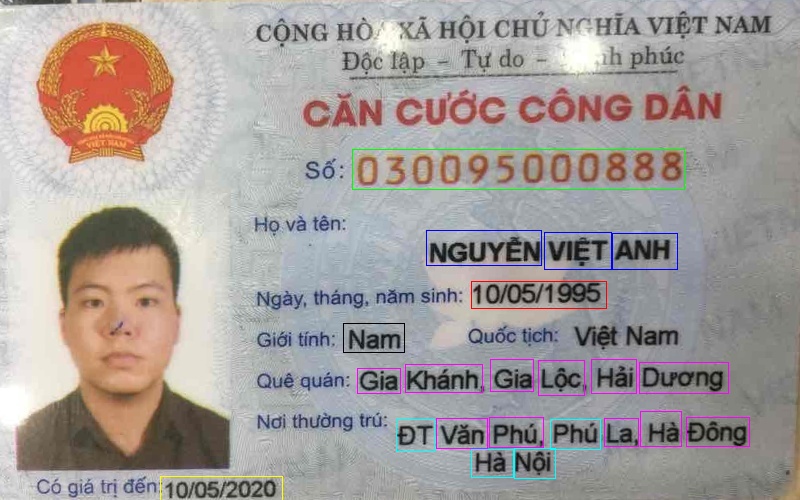 CỘNG HÒA XÃ HỘI CHỦ NGHĨA VIỆT NAM
Độc lập - Tự do - phúc
CĂN CƯỚC CÔNG DÂN
Số: 030095000888
Họ và tên:
NGUYỄN VIỆT ANH
Ngày, tháng, năm sinh: 10/05/1995
Giới tính: Nam Quốc tịch: Việt Nam
Quê quán: Gia Khánh, Gia Lộc, Hải Dương
Nơi thường trú: ĐT Văn Phú, Phú La, Hà Đông
Hà Nội
VIỆT NAM
Có giá trị đến: 10/05/2020